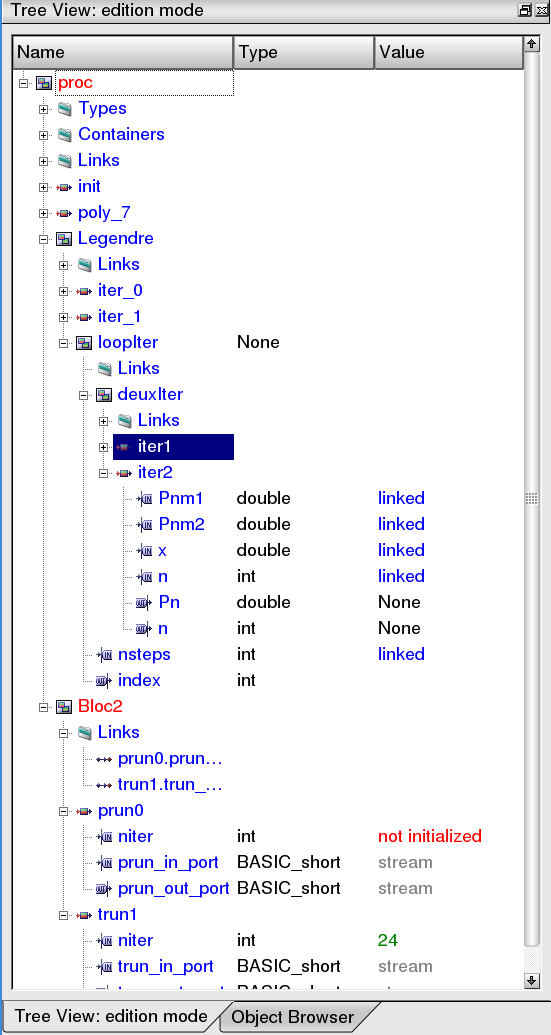 Tree View: edition mode
Name Type Value
proc
Types
Containers
Links
init
poly_7
Legendre
Links
iter_0
iter_1
loopIter None
Links
deuxIter
Links
iter1
iter2
Pnm1 double linked
Pnm2 double linked
x double linked
n int linked
Pn double None
n int None
nsteps int linked
index int
Bloc2
Links
prun0.prun...
trun1.trun_...
prun0
niter int not initialized
prun_in_port BASIC_short stream
prun_out_port BASIC_short stream
trun1
niter int 24
trun_in_port BASIC_short stream
Tree View: edition mode Object Browser